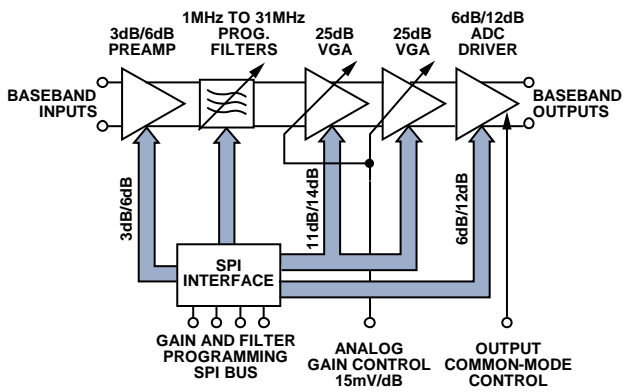 3dB/6dB
PREAMP
1MHz TO 31MHz
PROG.
FILTERS
25dB
VGA
25dB
VGA
6dB/12dB
ADC
DRIVER
BASEBAND
INPUTS
BASEBAND
OUTPUTS
3dB/6dB
11dB/14dB
6dB/12dB
SPI
INTERFACE
GAIN AND FILTER
PROGRAMMING
SPI BUS
ANALOG
GAIN CONTROL
15mV/dB
OUTPUT
COMMON-MODE
CONTROL